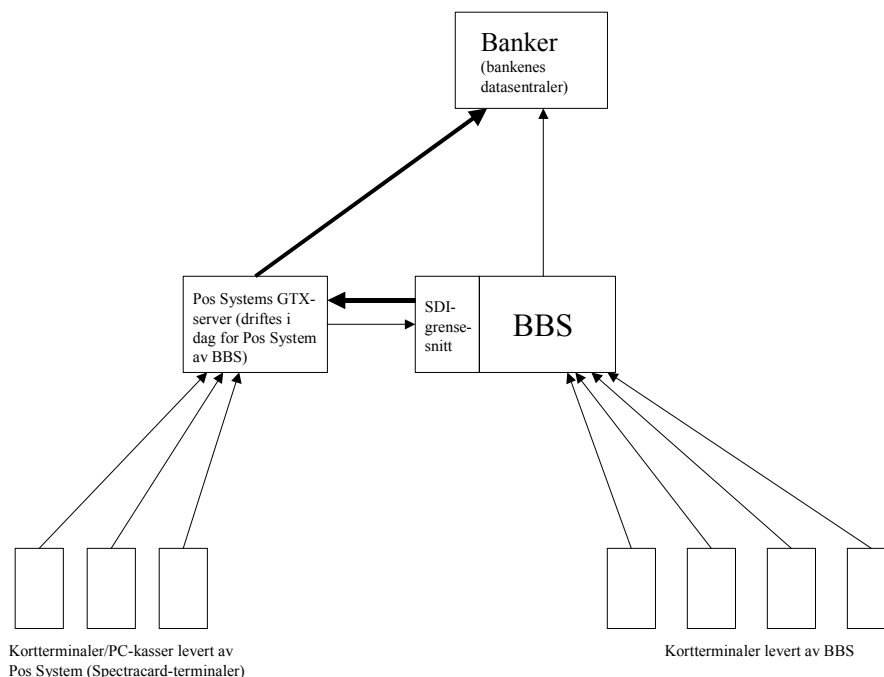 Banker
(bankenes
datasentraler)
Pos Systems GTX-
server (driftes i
dag for Pos System
av BBS)
SDI-
grense-
snitt
BBS
Kortterminaler/PC-kasser levert av
Pos System (Spectracard-terminaler)
Kortterminaler levert av BBS